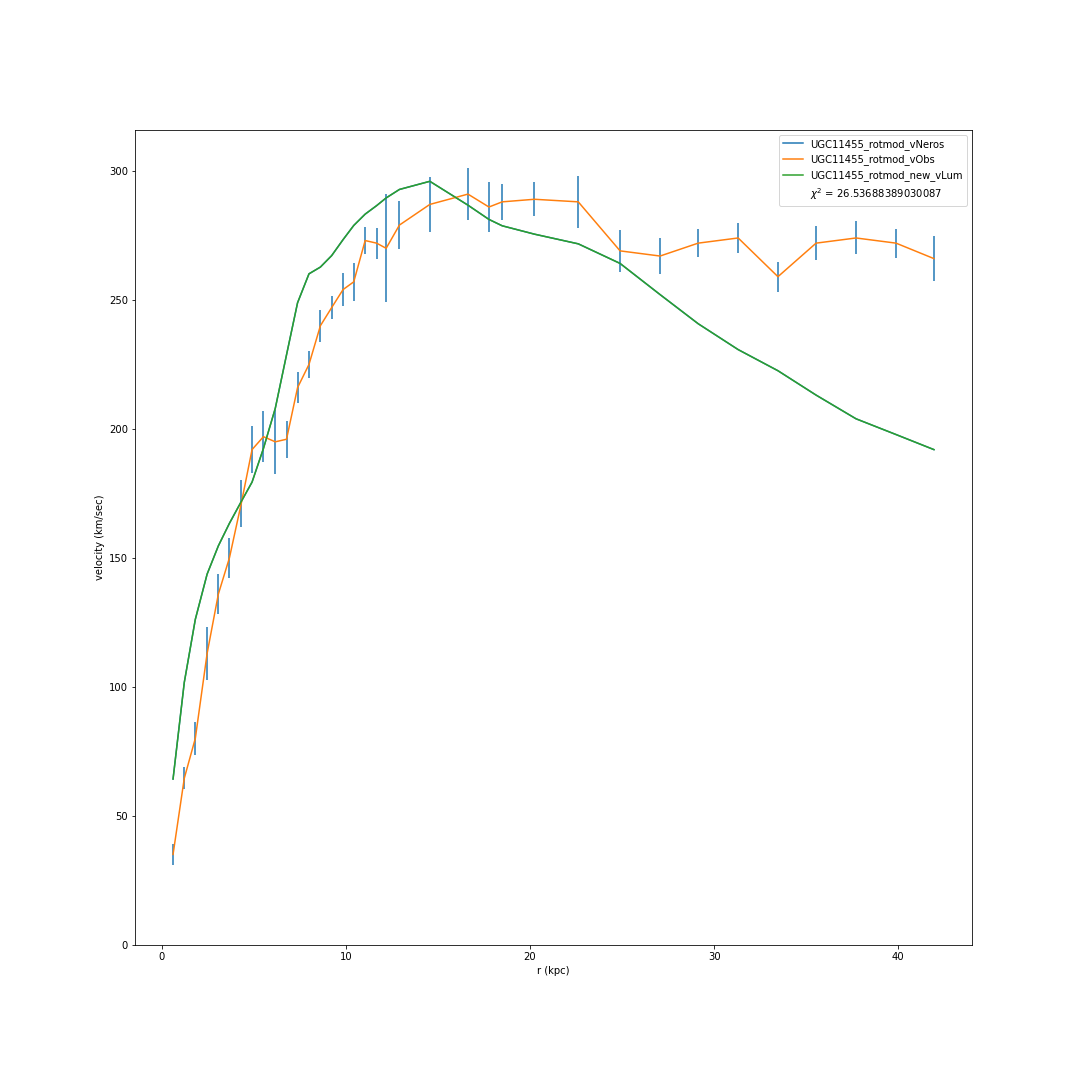 UGC11455_rotmod_vNeros
UGC11455_rotmod_vObs
UGC11455_rotmod_new_vLum
χ² = 26.53688389030087
300
250
200
150
100
50
0
velocity (km/sec)
0 10 20 30 40
r (kpc)